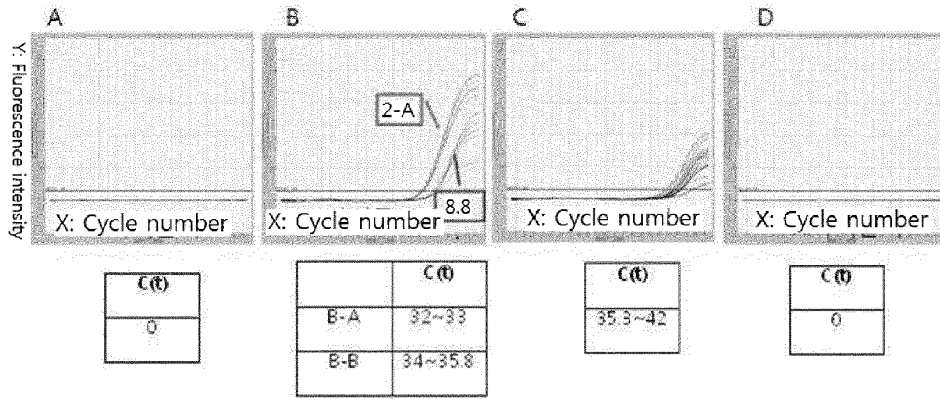 A B C D
Y: Fluorescence intensity
2-A
8.8
X: Cycle number X: Cycle number X: Cycle number X: Cycle number
C(t)
0
C(t)
B-A 32~33
B-B 34~35.8
C(t)
35.3~42
C(t)
0